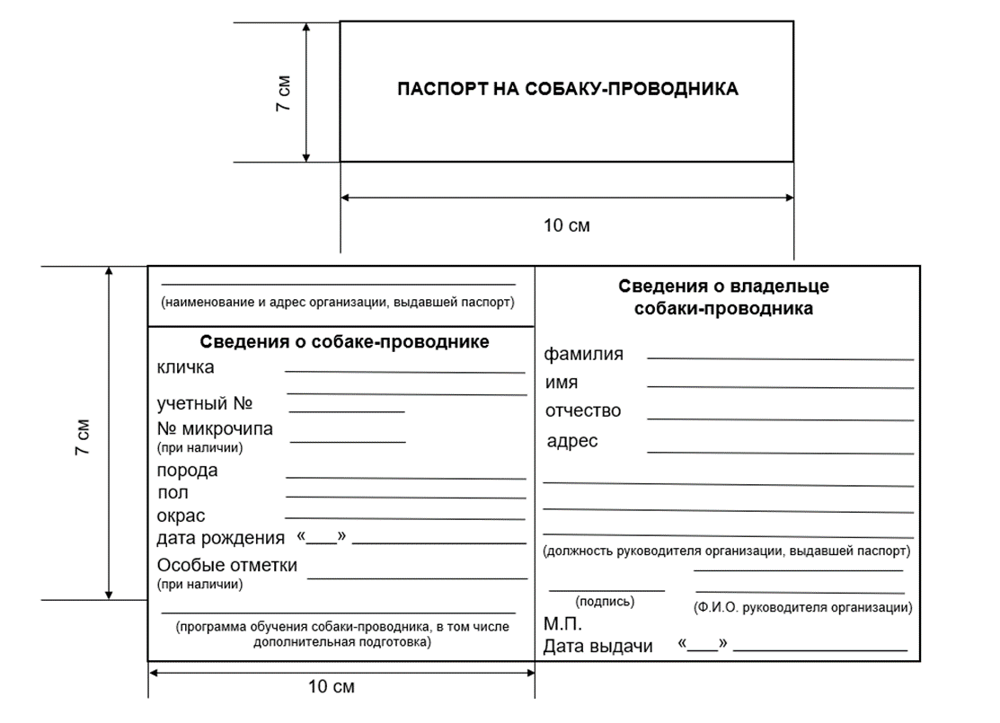 7 см
ПАСПОРТ НА СОБАКУ-ПРОВОДНИКА
10 см
7 см
(наименование и адрес организации, выдавшей паспорт)
Сведения о собаке-проводнике
кличка
учетный №
№ микрочипа
(при наличии)
порода
пол
окрас
дата рождения «___» ________________
Особые отметки
(при наличии)
(программа обучения собаки-проводника, в том числе
дополнительная подготовка)
Сведения о владельце
собаки-проводника
фамилия
имя
отчество
адрес
(должность руководителя организации, выдавшей паспорт)
(подпись)
(Ф.И.О. руководителя организации)
М.П.
Дата выдачи «___» ________________
10 см